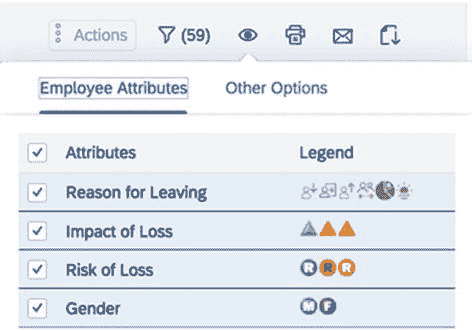 Actions (59)
Employee Attributes Other Options
Attributes Legend
Reason for Leaving
Impact of Loss
Risk of Loss R R R
Gender M F